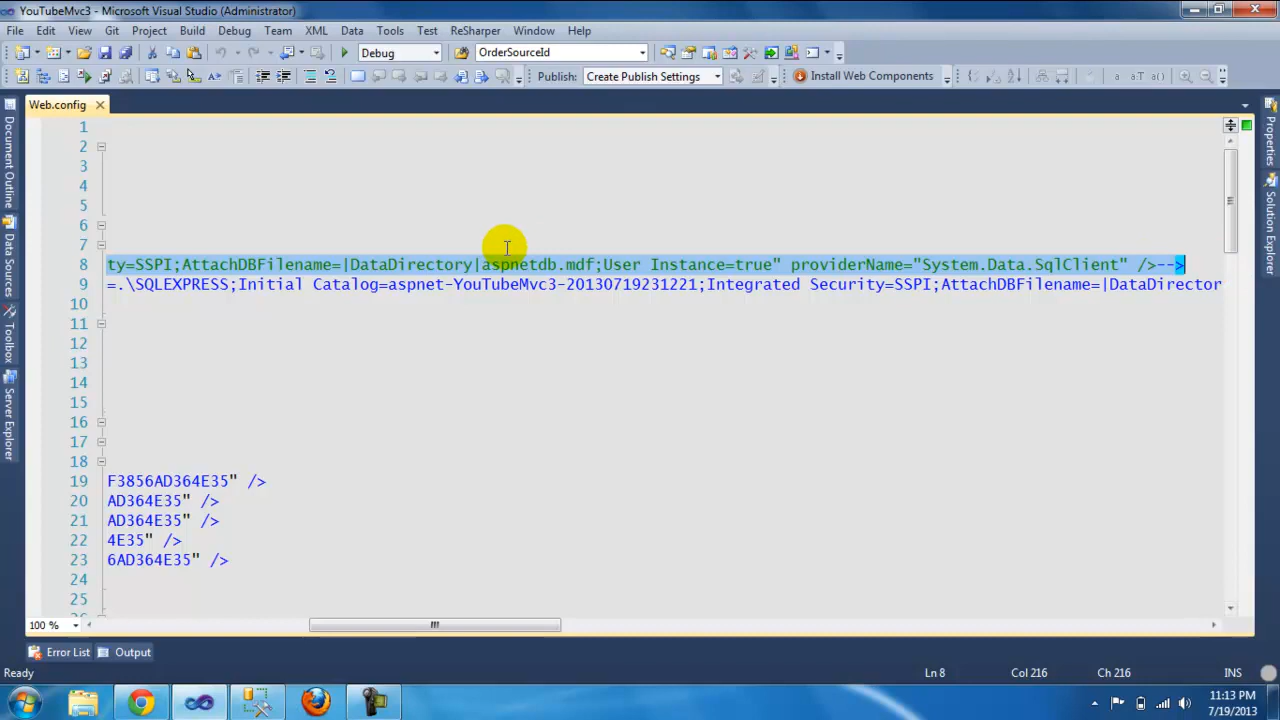 YouTubeMvc3 - Microsoft Visual Studio (Administrator)
File Edit View Git Project Build Debug Team XML Data Tools Test ReSharper Window Help
Debug OrderSourceId
Publish: Create Publish Settings Install Web Components
Web.config
Document Outline
Data Sources
Toolbox
Server Explorer
Properties
Solution Explorer
1
2
3
4
5
6
7
8 ty=SSPI;AttachDBFilename=|DataDirectory|aspnetdb.mdf;User Instance=true" providerName="System.Data.SqlClient" />-->
9 =.\SQLEXPRESS;Initial Catalog=aspnet-YouTubeMvc3-20130719231221;Integrated Security=SSPI;AttachDBFilename=|DataDirector
10
11
12
13
14
15
16
17
18
19 F3856AD364E35" />
20 AD364E35" />
21 AD364E35" />
22 4E35" />
23 6AD364E35" />
24
25
100 %
Error List Output
Ready Ln 8 Col 216 Ch 216 INS
11:13 PM
7/19/2013